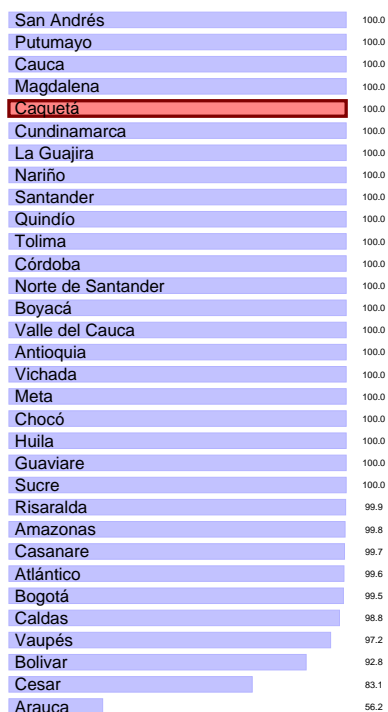 San Andrés 100.0
Putumayo 100.0
Cauca 100.0
Magdalena 100.0
Caquetá 100.0
Cundinamarca 100.0
La Guajira 100.0
Nariño 100.0
Santander 100.0
Quindío 100.0
Tolima 100.0
Córdoba 100.0
Norte de Santander 100.0
Boyacá 100.0
Valle del Cauca 100.0
Antioquia 100.0
Vichada 100.0
Meta 100.0
Chocó 100.0
Huila 100.0
Guaviare 100.0
Sucre 100.0
Risaralda 99.9
Amazonas 99.8
Casanare 99.7
Atlántico 99.6
Bogotá 99.5
Caldas 98.8
Vaupés 97.2
Bolivar 92.8
Cesar 83.1
Arauca 56.2